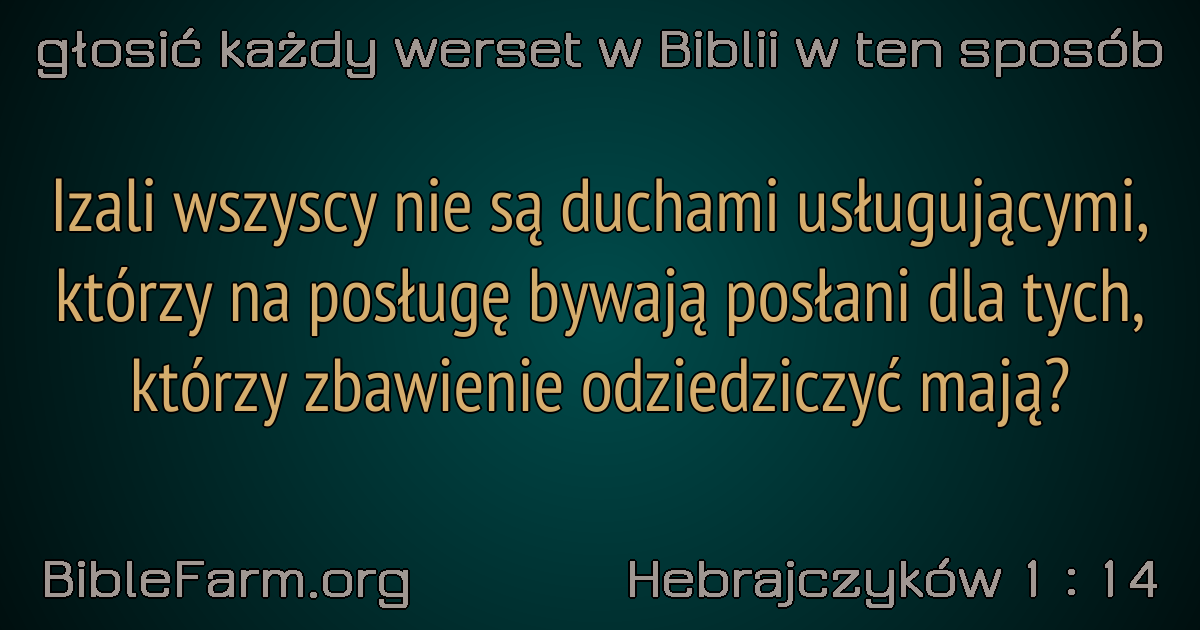 głosić każdy werset w Biblii w ten sposób
Izali wszyscy nie są duchami usługującymi,
którzy na posługę bywają posłani dla tych,
którzy zbawienie odziedziczyć mają?
BibleFarm.org
Hebrajczyków 1 : 14